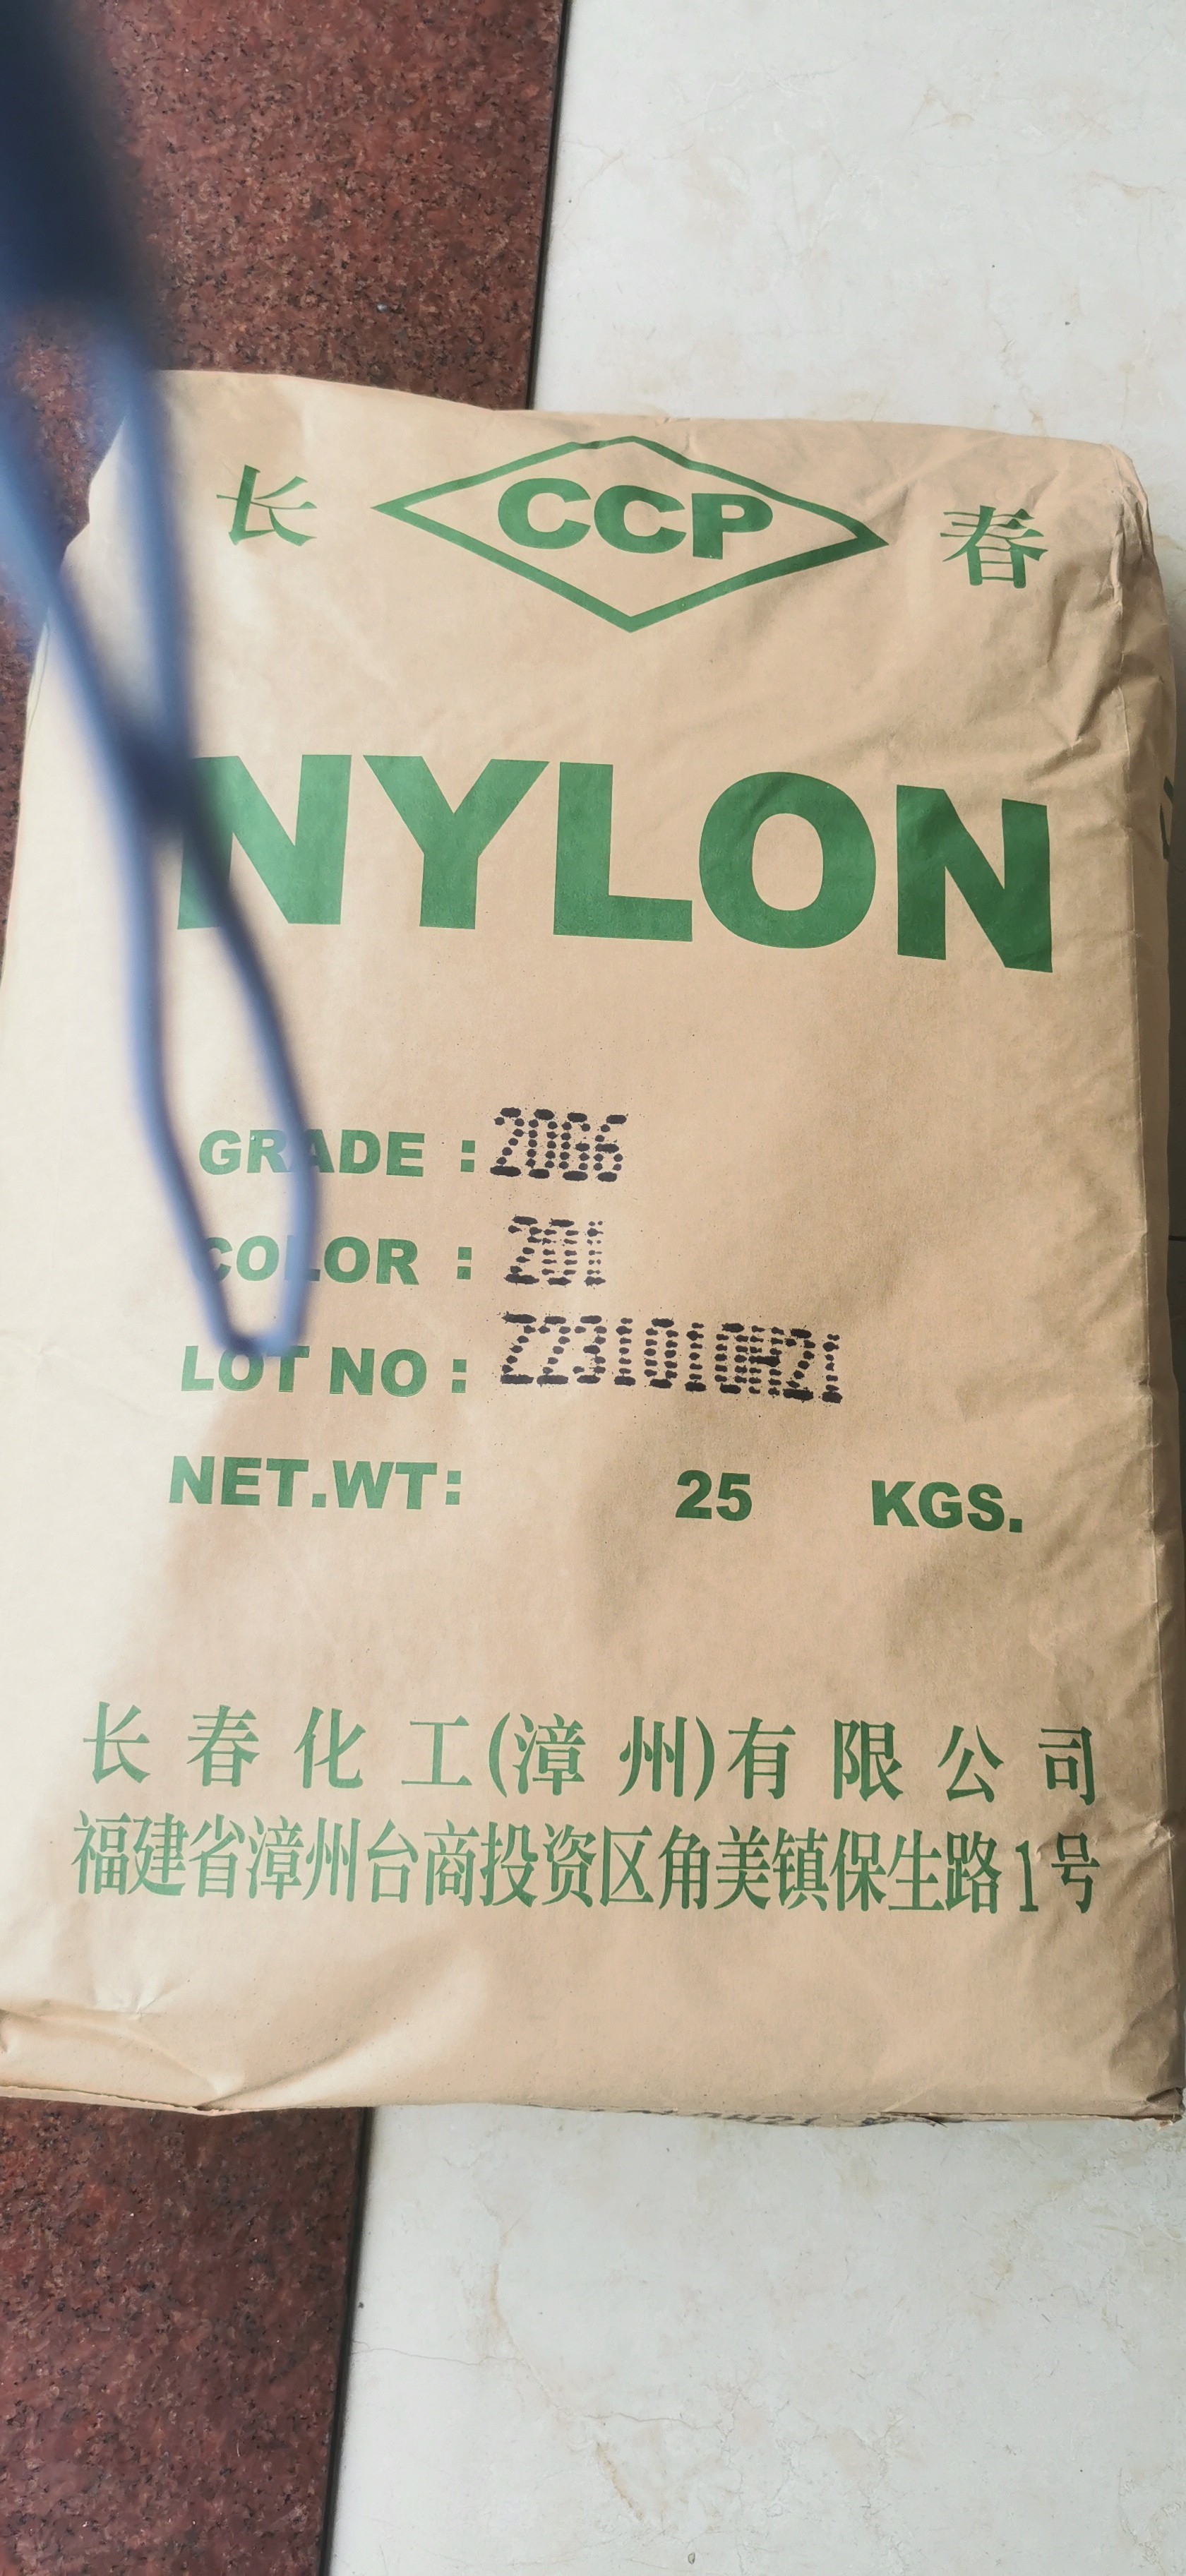 长 CCP 春
NYLON
GRADE : 20G6
COLOR : 201
LOT NO : Z231010H21
NET.WT: 25 KGS.
长春化工(漳州)有限公司
福建省漳州台商投资区角美镇保生路1号